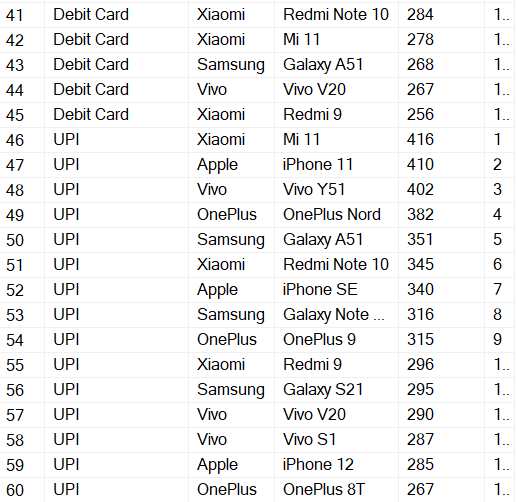 41 Debit Card Xiaomi Redmi Note 10 284 1..
42 Debit Card Xiaomi Mi 11 278 1..
43 Debit Card Samsung Galaxy A51 268 1..
44 Debit Card Vivo Vivo V20 267 1..
45 Debit Card Xiaomi Redmi 9 256 1..
46 UPI Xiaomi Mi 11 416 1
47 UPI Apple iPhone 11 410 2
48 UPI Vivo Vivo Y51 402 3
49 UPI OnePlus OnePlus Nord 382 4
50 UPI Samsung Galaxy A51 351 5
51 UPI Xiaomi Redmi Note 10 345 6
52 UPI Apple iPhone SE 340 7
53 UPI Samsung Galaxy Note ... 316 8
54 UPI OnePlus OnePlus 9 315 9
55 UPI Xiaomi Redmi 9 296 1..
56 UPI Samsung Galaxy S21 295 1..
57 UPI Vivo Vivo V20 290 1..
58 UPI Vivo Vivo S1 287 1..
59 UPI Apple iPhone 12 285 1..
60 UPI OnePlus OnePlus 8T 267 1..